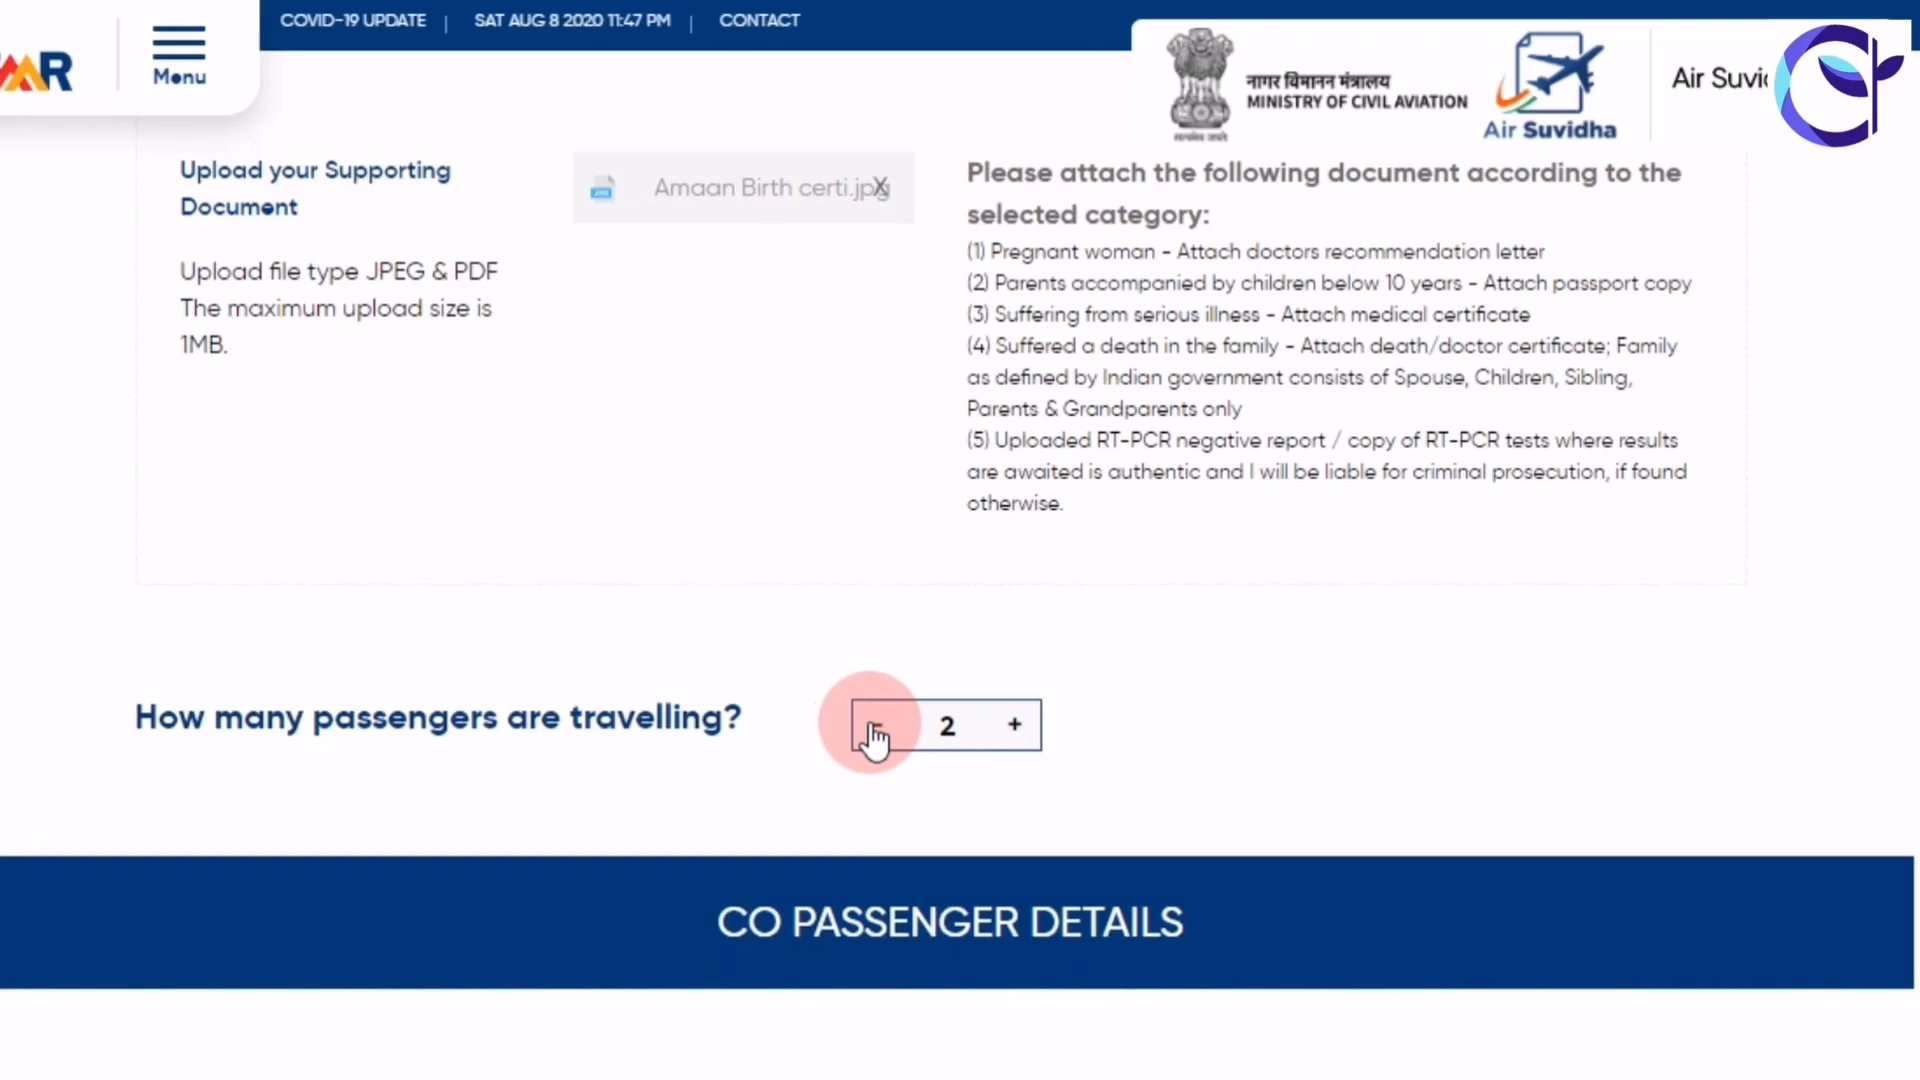 COVID-19 UPDATE | SAT AUG 8 2020 11:47 PM | CONTACT
Menu
नागर विमानन मंत्रालय
MINISTRY OF CIVIL AVIATION
सत्यमेव जयते
Air Suvidha
Upload your Supporting
Document
Upload file type JPEG & PDF
The maximum upload size is
1MB.
Amaan Birth certi.jpg X
Please attach the following document according to the
selected category:
(1) Pregnant woman - Attach doctors recommendation letter
(2) Parents accompanied by children below 10 years - Attach passport copy
(3) Suffering from serious illness - Attach medical certificate
(4) Suffered a death in the family - Attach death/doctor certificate; Family
as defined by Indian government consists of Spouse, Children, Sibling,
Parents & Grandparents only
(5) Uploaded RT-PCR negative report / copy of RT-PCR tests where results
are awaited is authentic and I will be liable for criminal prosecution, if found
otherwise.
How many passengers are travelling?
- 2 +
CO PASSENGER DETAILS